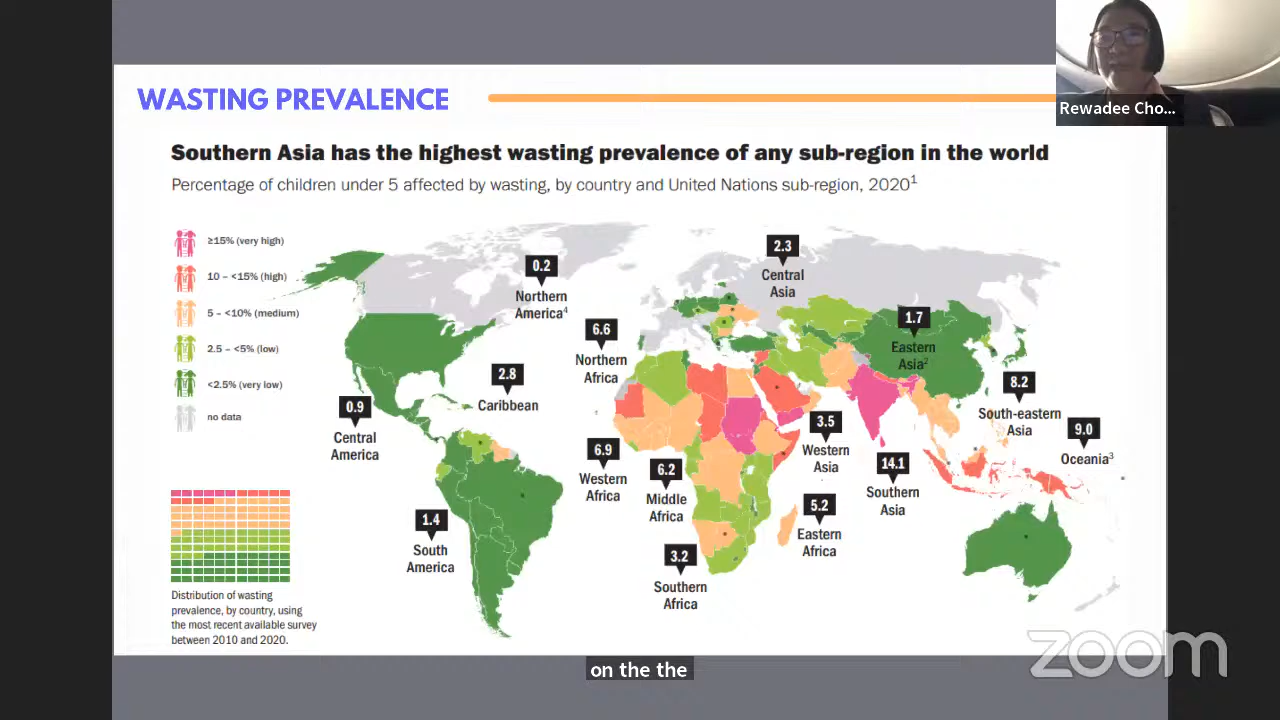 WASTING PREVALENCE
Rewadee Cho...
Southern Asia has the highest wasting prevalence of any sub-region in the world
Percentage of children under 5 affected by wasting, by country and United Nations sub-region, 2020¹
≥15% (very high)
10 – <15% (high)
5 – <10% (medium)
2.5 – <5% (low)
<2.5% (very low)
no data
0.2
Northern
America⁴
2.3
Central
Asia
6.6
Northern
Africa
1.7
Eastern
Asia²
2.8
Caribbean
0.9
Central
America
8.2
South-eastern
Asia
9.0
Oceania³
3.5
Western
Asia
6.9
Western
Africa
6.2
Middle
Africa
14.1
Southern
Asia
5.2
Eastern
Africa
1.4
South
America
3.2
Southern
Africa
Distribution of wasting
prevalence, by country, using
the most recent available survey
between 2010 and 2020.
zoom
on the the